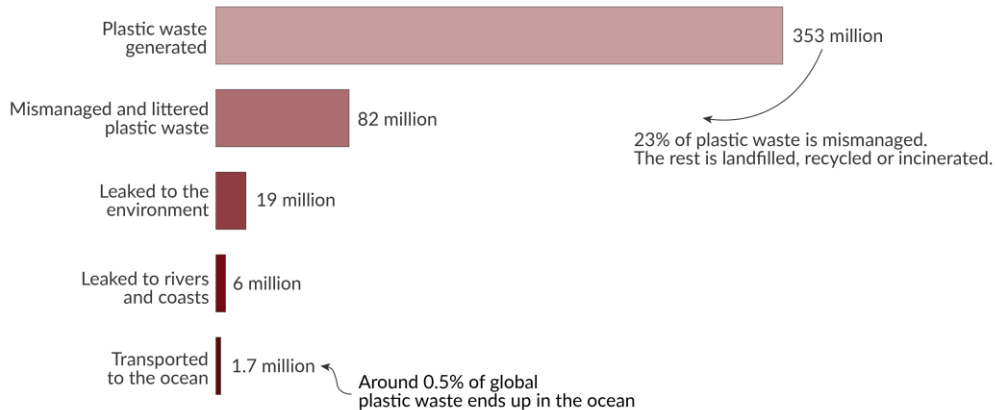 Plastic waste
generated
353 million
Mismanaged and littered
plastic waste
82 million
23% of plastic waste is mismanaged.
The rest is landfilled, recycled or incinerated.
Leaked to the
environment
19 million
Leaked to rivers
and coasts
6 million
Transported
to the ocean
1.7 million
Around 0.5% of global
plastic waste ends up in the ocean